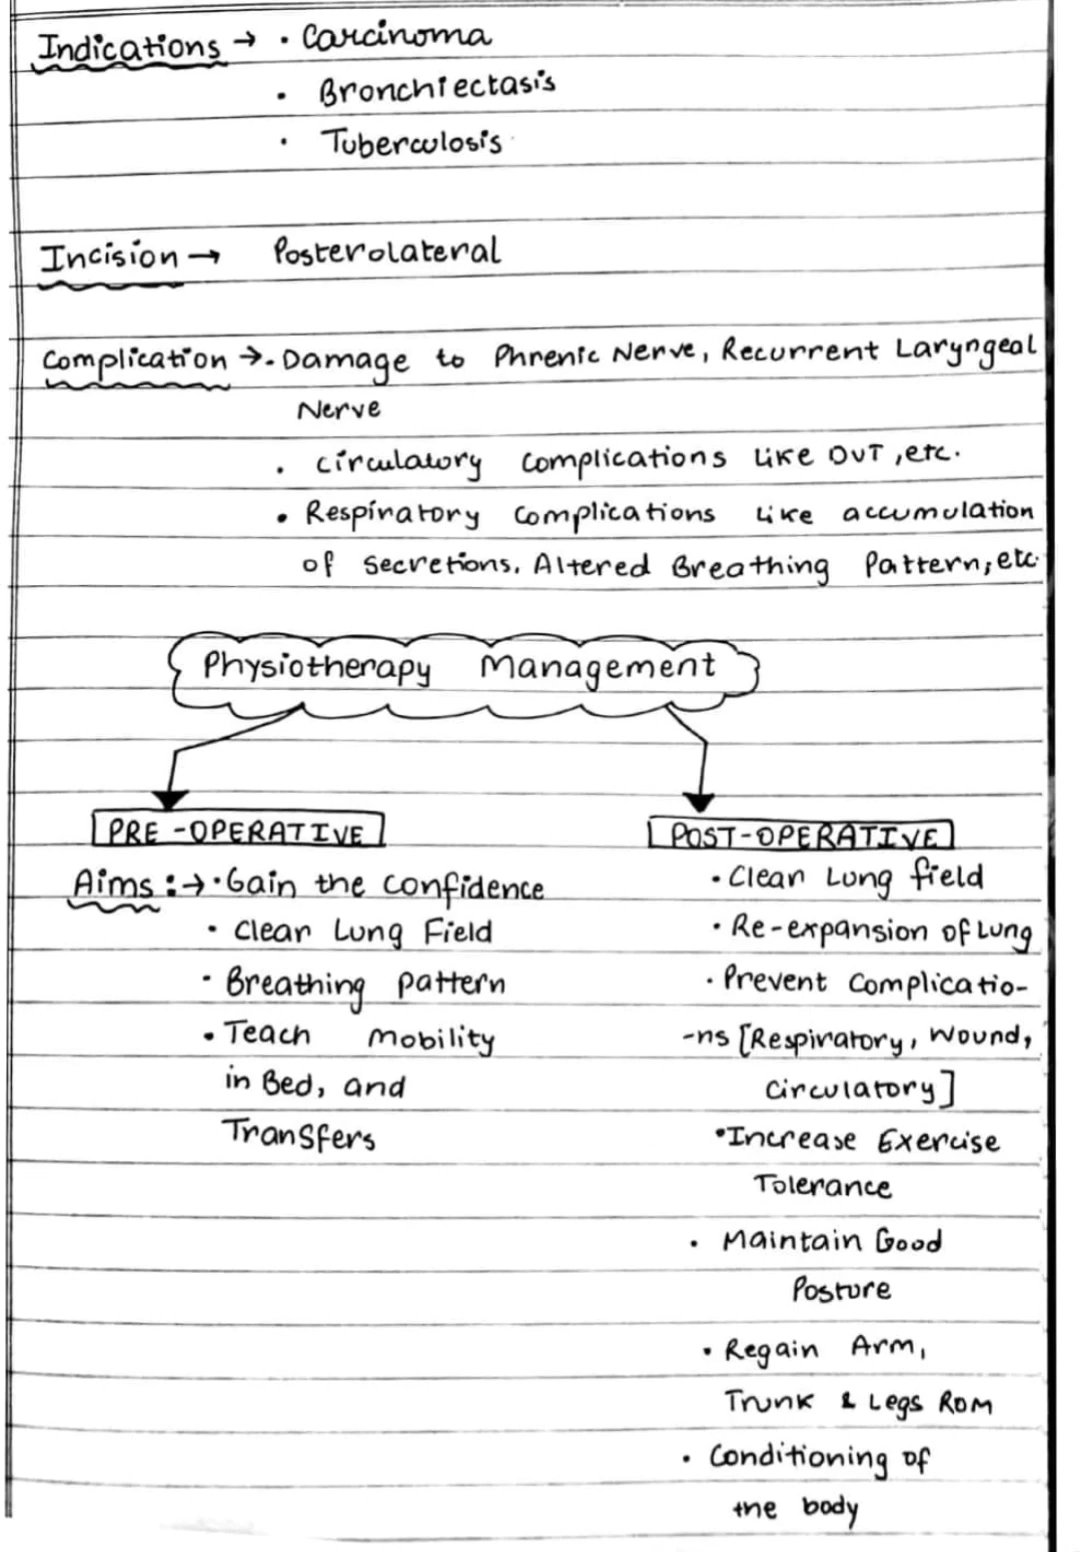 Indications → • Carcinoma
• Bronchiectasis
• Tuberculosis
Incision → Posterolateral
Complication → • Damage to Phrenic Nerve, Recurrent Laryngeal
Nerve
• Circulatory Complications Like DVT, etc.
• Respiratory Complications Like accumulation
of Secretions, Altered Breathing Pattern, etc.
Physiotherapy Management
PRE-OPERATIVE
Aims :→ • Gain the Confidence
• Clear Lung Field
• Breathing Pattern
• Teach Mobility
in Bed, and
Transfers
POST-OPERATIVE
• Clean Lung field
• Re-expansion of Lung
• Prevent Complicatio-
-ns [Respiratory, Wound,
Circulatory]
• Increase Exercise
Tolerance
• Maintain Good
Posture
• Regain Arm,
Trunk & Legs ROM
• Conditioning of
the body